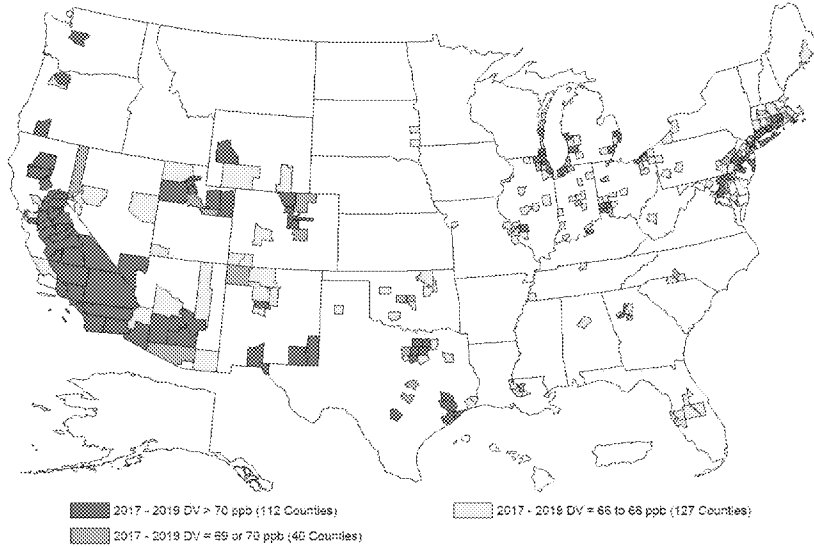 2017 - 2019 DV > 70 ppb (112 Counties)
2017 - 2019 DV = 69 or 70 ppb (40 Counties)
2017 - 2019 DV = 66 to 68 ppb (127 Counties)